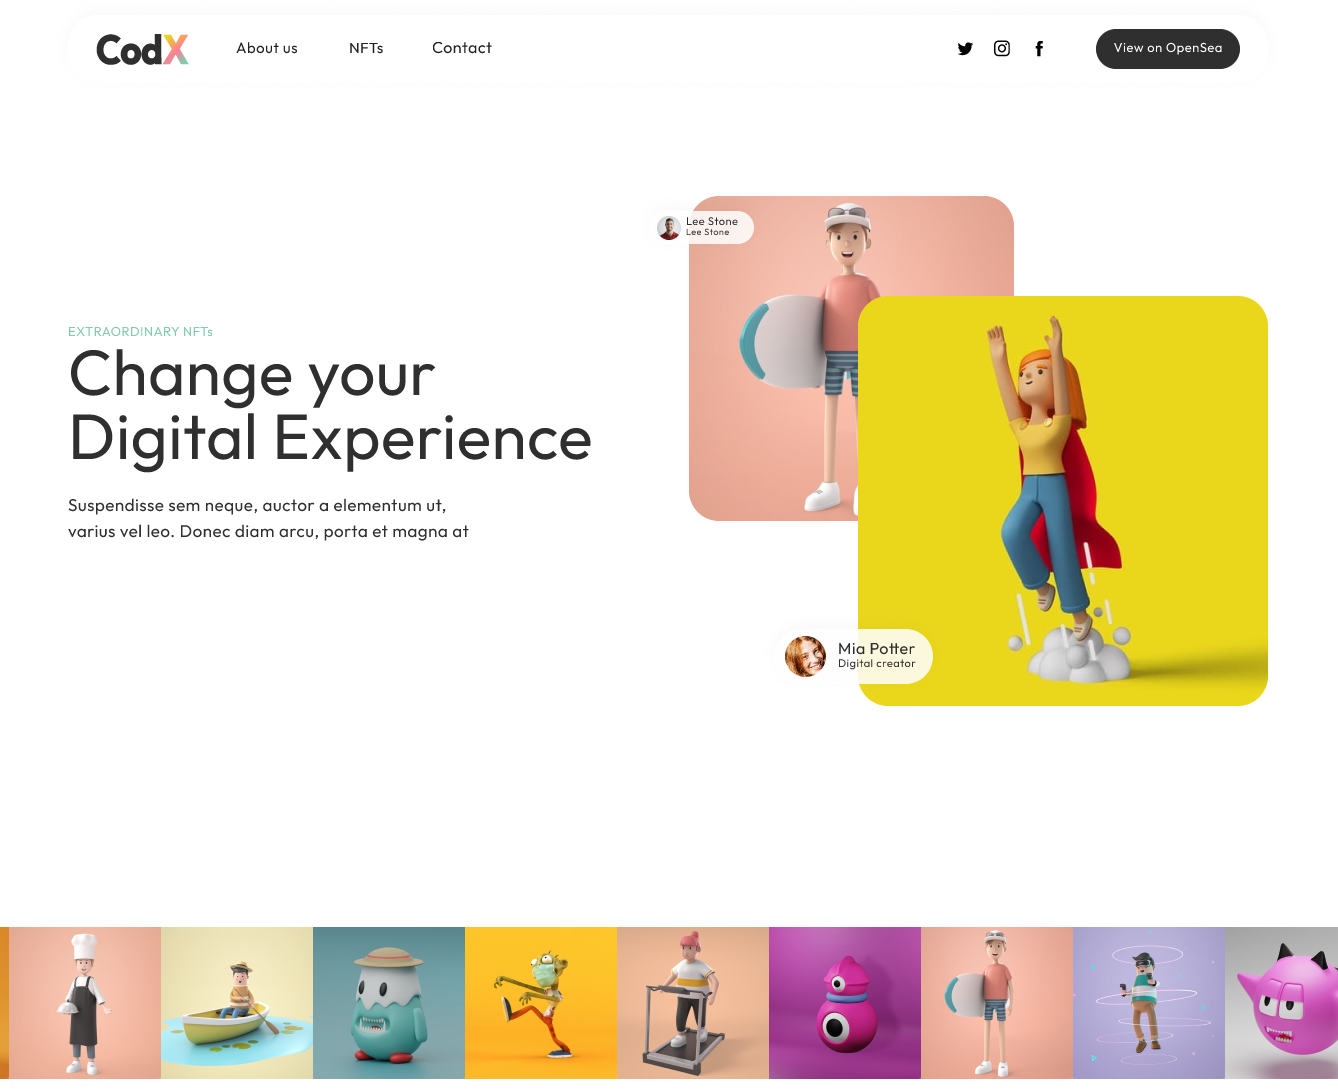 CodX
About us
NFTs
Contact
View on OpenSea
Lee Stone
Lee Stone
EXTRAORDINARY NFTs
Change your
Digital Experience
Suspendisse sem neque, auctor a elementum ut,
varius vel leo. Donec diam arcu, porta et magna at
Mia Potter
Digital creator